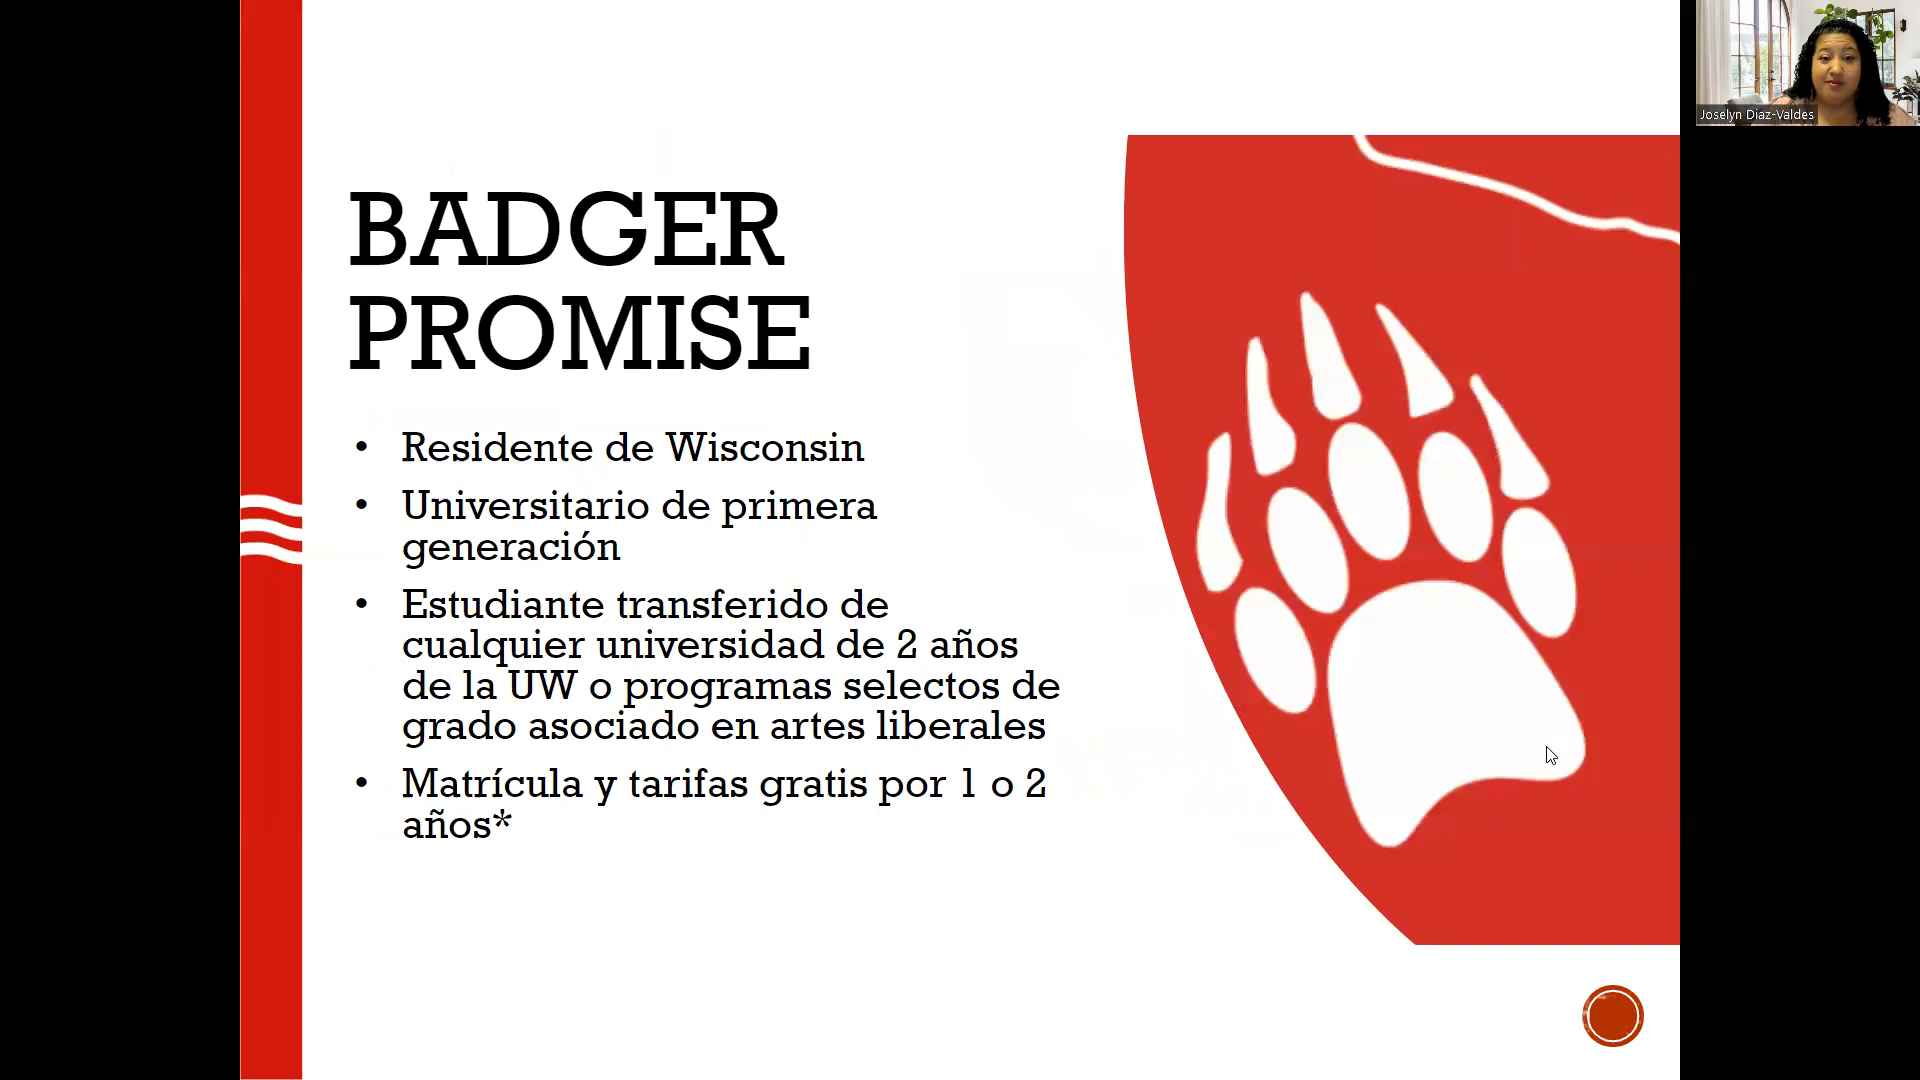 Joselyn Diaz-Valdes
BADGER
PROMISE
• Residente de Wisconsin
• Universitario de primera
generación
• Estudiante transferido de
cualquier universidad de 2 años
de la UW o programas selectos de
grado asociado en artes liberales
• Matrícula y tarifas gratis por 1 o 2
años*